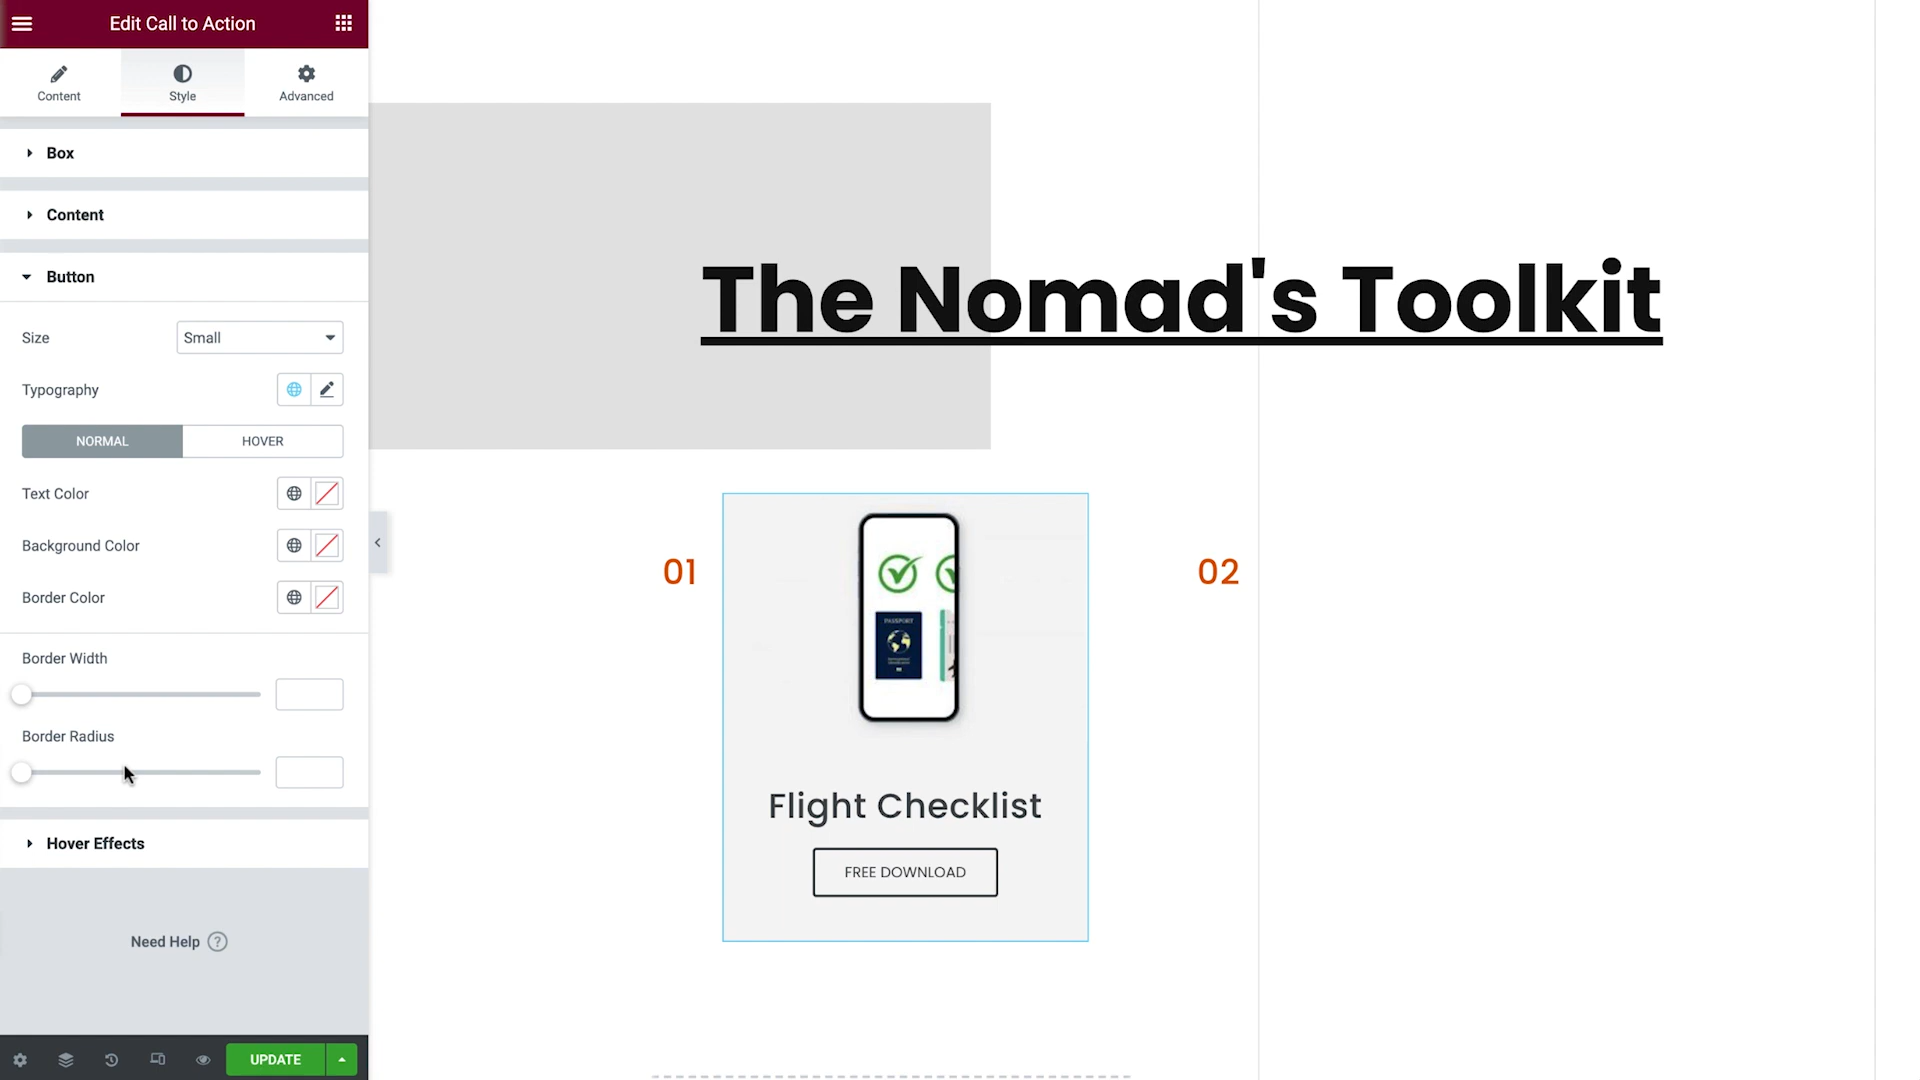 Edit Call to Action
Content
Style
Advanced
Box
Content
Button
Size
Small
Typography
NORMAL
HOVER
Text Color
Background Color
Border Color
Border Width
Border Radius
Hover Effects
Need Help ?
UPDATE
The Nomad's Toolkit
01
PASSPORT
Flight Checklist
FREE DOWNLOAD
02